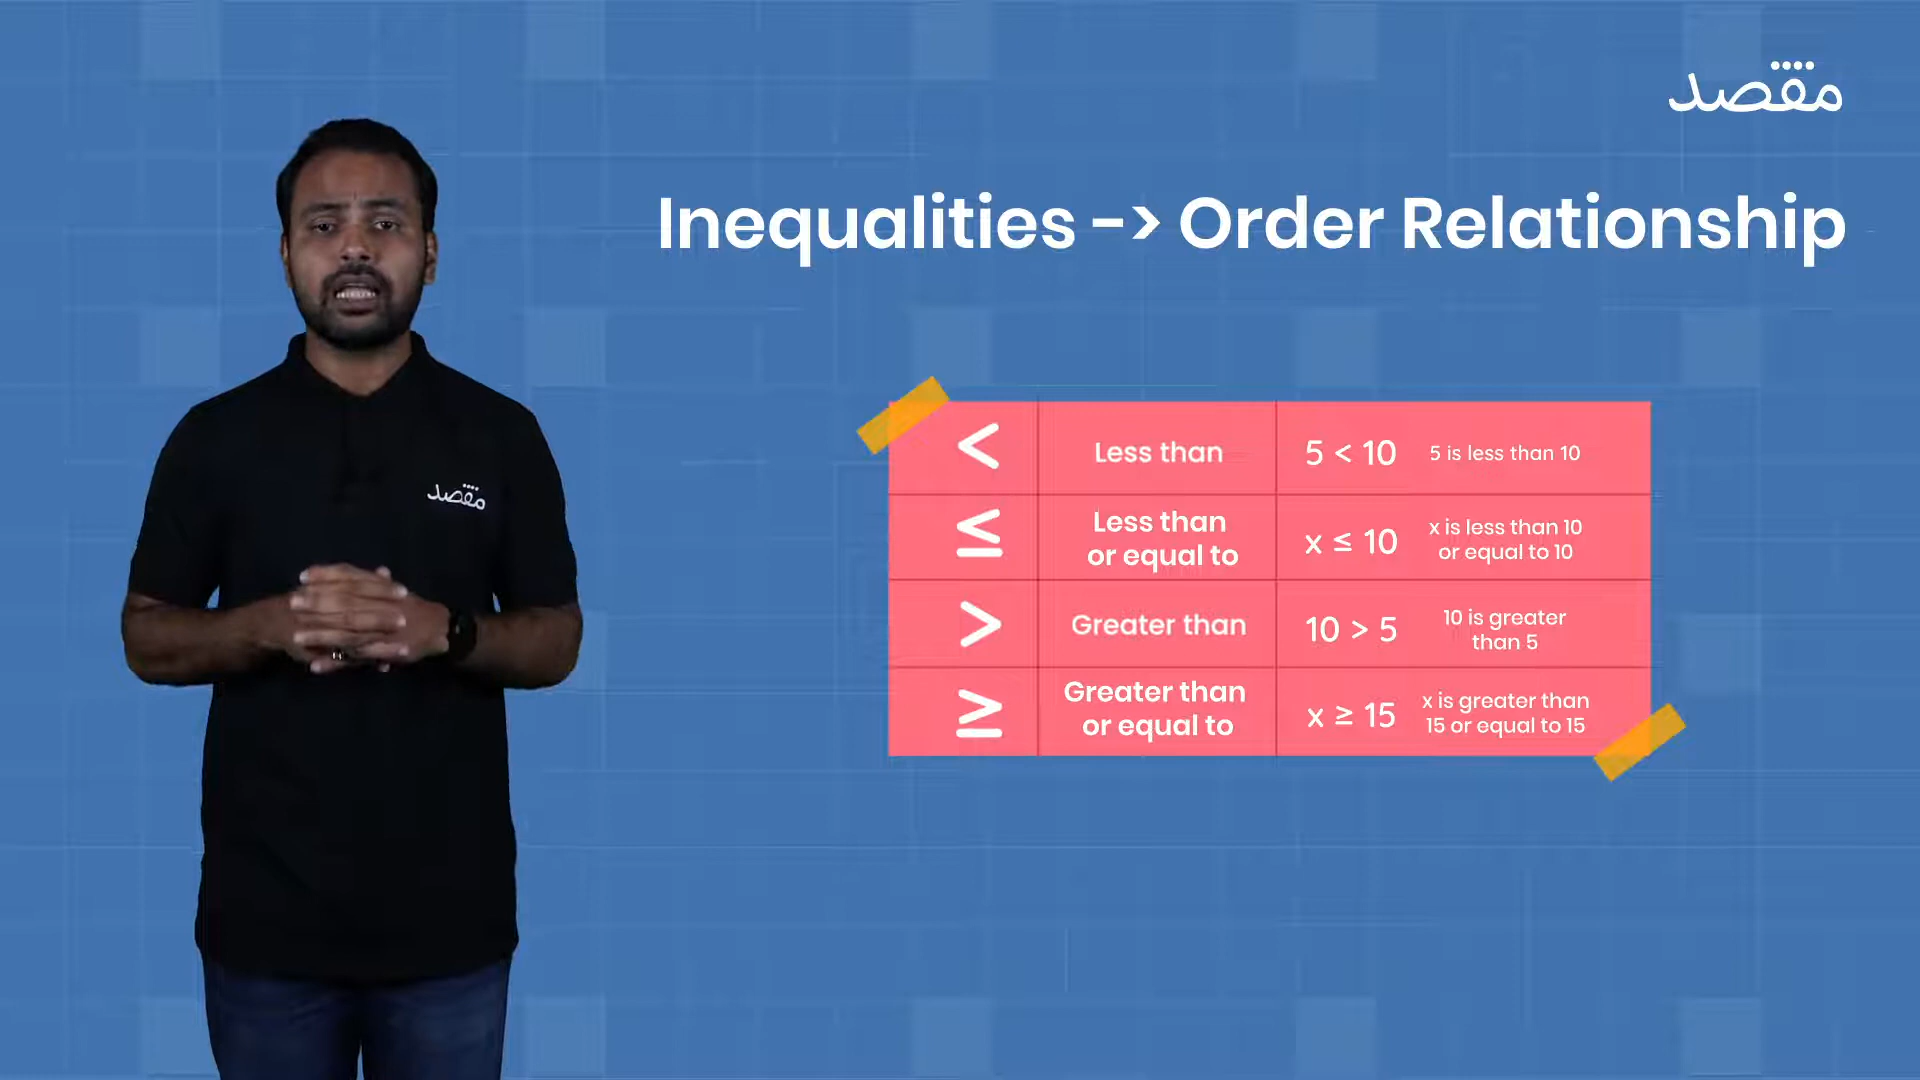 مقصد
Inequalities -> Order Relationship
مقصد
< Less than 5 < 10 5 is less than 10
≤ Less than
or equal to x ≤ 10 x is less than 10
or equal to 10
> Greater than 10 > 5 10 is greater
than 5
≥ Greater than
or equal to x ≥ 15 x is greater than
15 or equal to 15